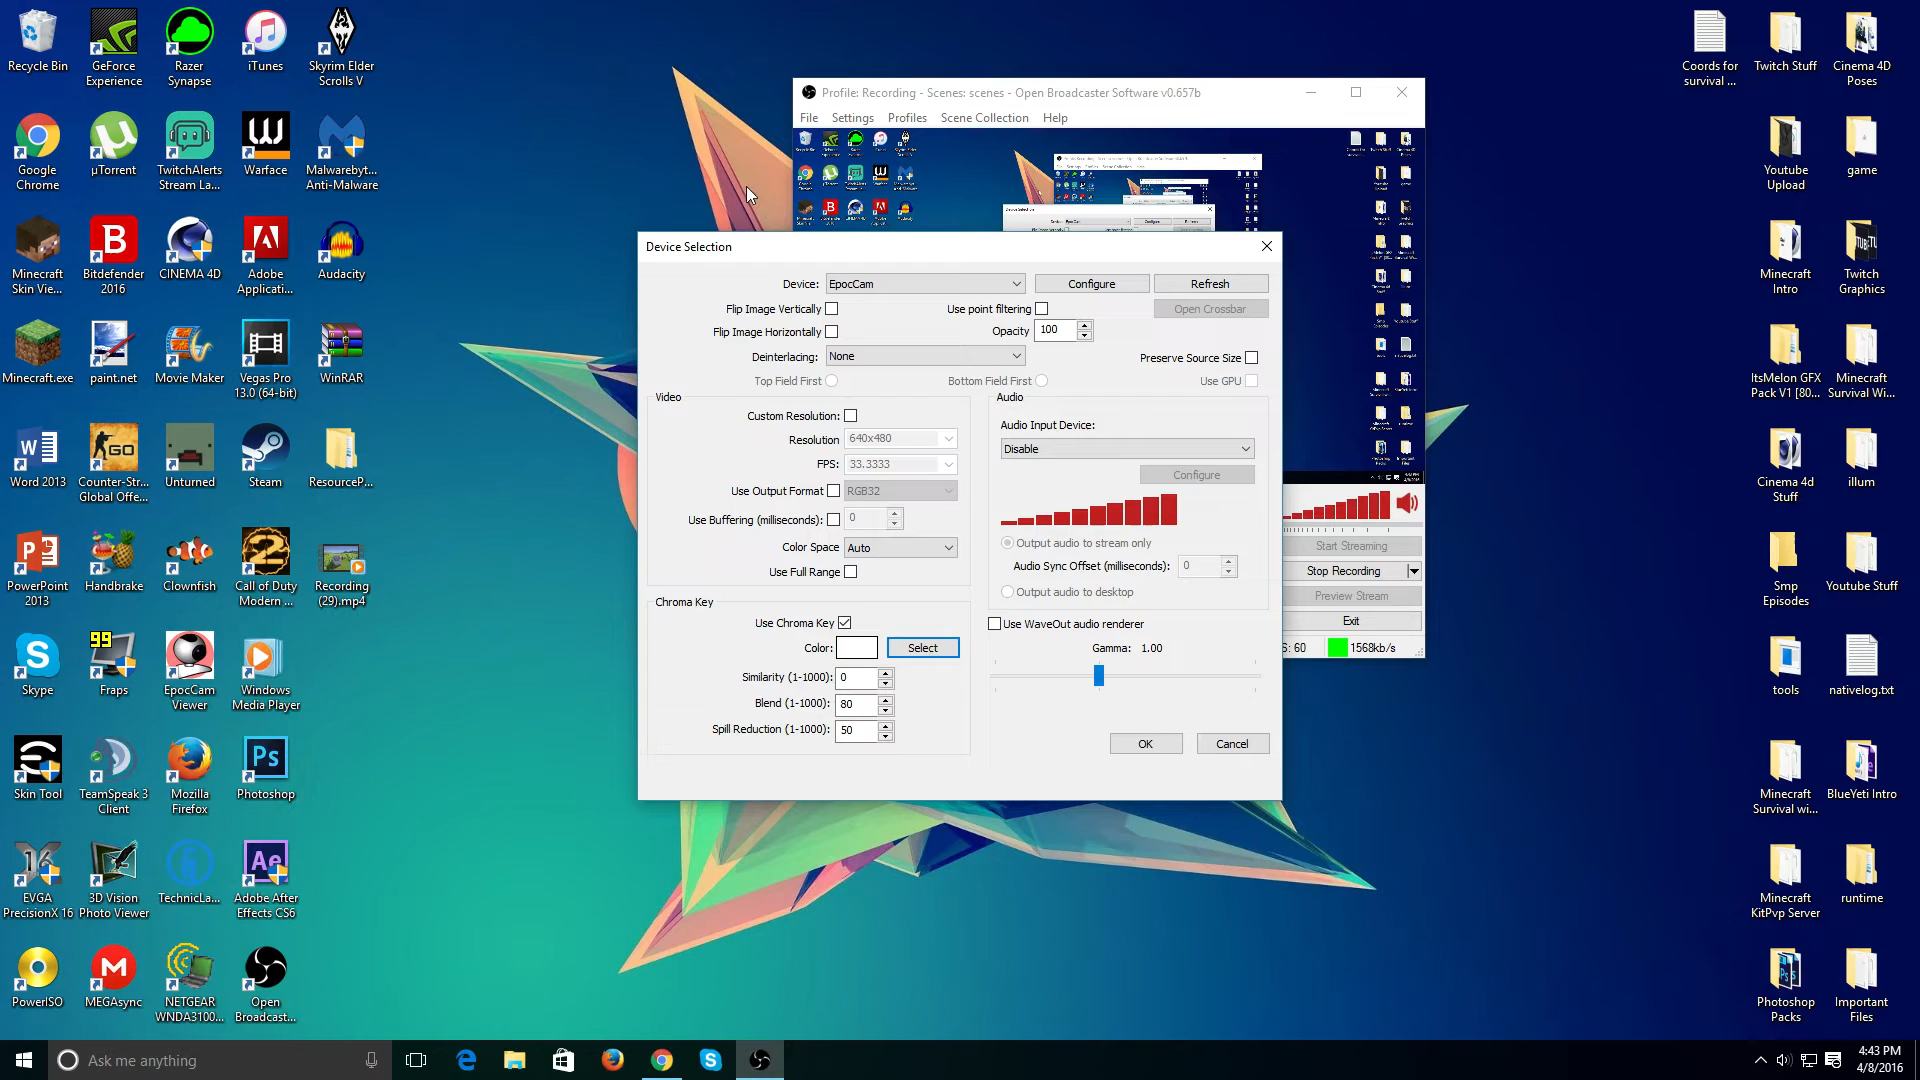 Recycle Bin
GeForce
Experience
Razer
Synapse
iTunes
Skyrim Elder
Scrolls V
Google
Chrome
µTorrent
TwitchAlerts
Stream La...
Warface
Malwarebyt...
Anti-Malware
Minecraft
Skin Vie...
Bitdefender
2016
CINEMA 4D
Adobe
Applicati...
Audacity
Minecraft.exe
paint.net
Movie Maker
Vegas Pro
13.0 (64-bit)
WinRAR
Word 2013
Counter-Str...
Global Offe...
Unturned
Steam
ResourceP...
PowerPoint
2013
Handbrake
Clownfish
Call of Duty
Modern ...
Recording
(29).mp4
Skype
99
Fraps
EpocCam
Viewer
Windows
Media Player
Skin Tool
TeamSpeak 3
Client
Mozilla
Firefox
Photoshop
EVGA
PrecisionX 16
3D Vision
Photo Viewer
TechnicLa...
Adobe After
Effects CS6
PowerISO
MEGAsync
NETGEAR
WNDA3100...
Open
Broadcast...
Profile: Recording - Scenes: scenes - Open Broadcaster Software v0.657b
File Settings Profiles Scene Collection Help
Device Selection
Device: EpocCam Configure Refresh
Flip Image Vertically Use point filtering Open Crossbar
Flip Image Horizontally Opacity 100
Deinterlacing: None Preserve Source Size
Top Field First Bottom Field First Use GPU
Video
Custom Resolution:
Resolution 640x480
FPS: 33.3333
Use Output Format RGB32
Use Buffering (milliseconds): 0
Color Space Auto
Use Full Range
Audio
Audio Input Device:
Disable
Configure
Output audio to stream only
Audio Sync Offset (milliseconds): 0
Output audio to desktop
Chroma Key
Use Chroma Key
Color: Select
Similarity (1-1000): 0
Blend (1-1000): 80
Spill Reduction (1-1000): 50
Use WaveOut audio renderer
Gamma: 1.00
OK Cancel
Start Streaming
Stop Recording
Preview Stream
Exit
S: 60 1568kb/s
Coords for
survival ...
Twitch Stuff
Cinema 4D
Poses
Youtube
Upload
game
Minecraft
Intro
Twitch
Graphics
ItsMelon GFX
Pack V1 [80...
Minecraft
Survival Wi...
Cinema 4d
Stuff
illum
Smp
Episodes
Youtube Stuff
tools
nativelog.txt
Minecraft
Survival wi...
BlueYeti Intro
Minecraft
KitPvp Server
runtime
Photoshop
Packs
Important
Files
Ask me anything
4:43 PM
4/8/2016